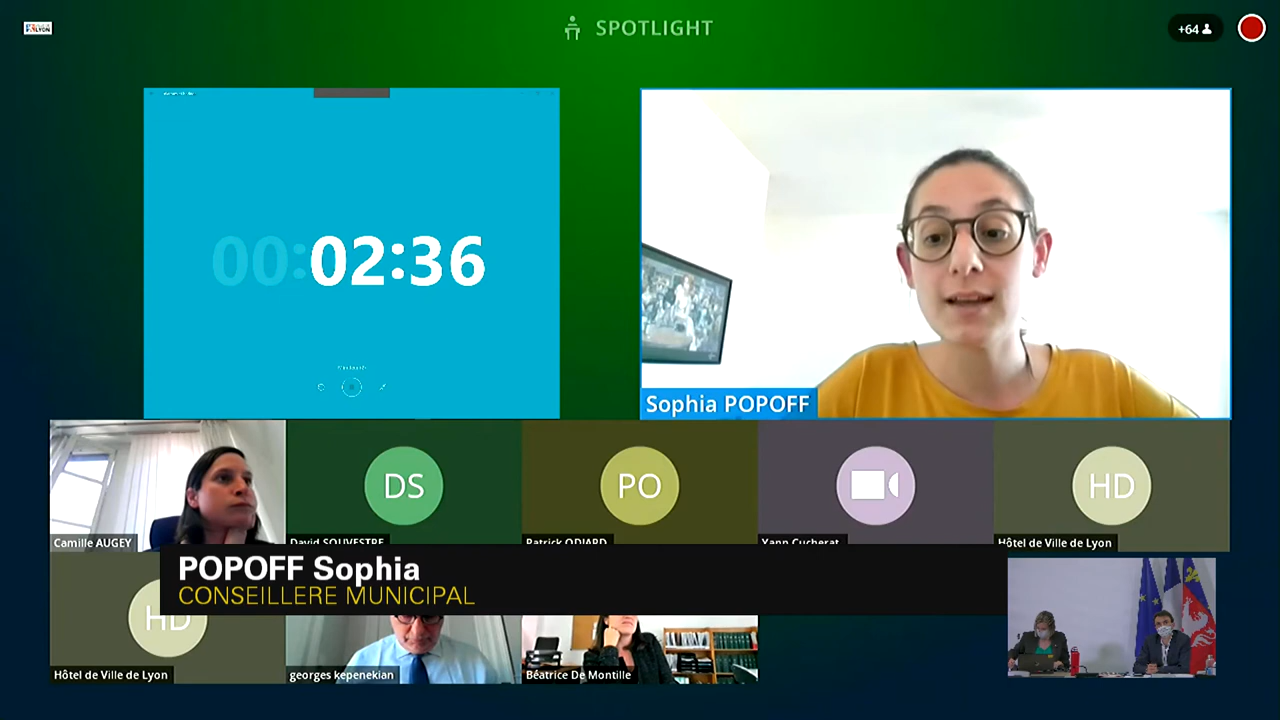 LYON
SPOTLIGHT
+64
00:02:36
Sophia POPOFF
DS
PO
HD
Camille AUGEY
David SOUVESTRE
Patrick ODIARD
Yann Cucherat
Hôtel de Ville de Lyon
POPOFF Sophia
CONSEILLERE MUNICIPAL
HD
Hôtel de Ville de Lyon
georges kepenekian
Béatrice De Montille